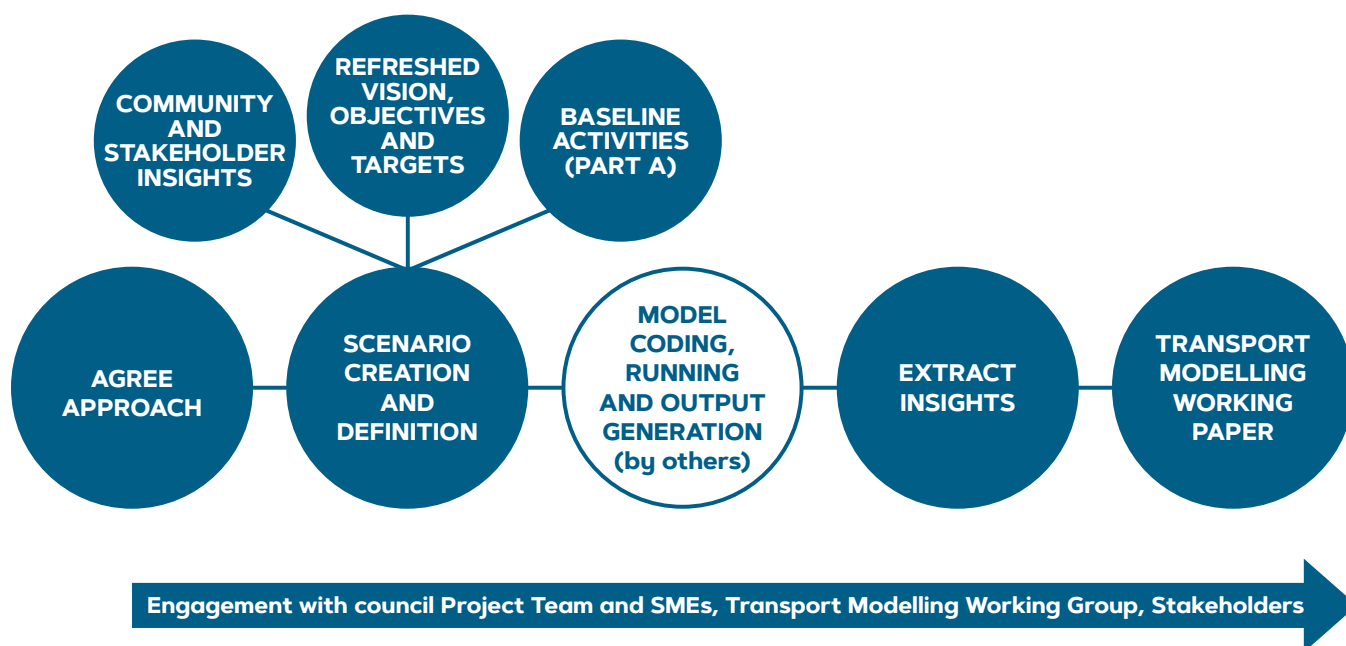 COMMUNITY
AND
STAKEHOLDER
INSIGHTS
REFRESHED
VISION,
OBJECTIVES
AND
TARGETS
BASELINE
ACTIVITIES
(PART A)
AGREE
APPROACH
SCENARIO
CREATION
AND
DEFINITION
MODEL
CODING,
RUNNING
AND OUTPUT
GENERATION
(by others)
EXTRACT
INSIGHTS
TRANSPORT
MODELLING
WORKING
PAPER
Engagement with council Project Team and SMEs, Transport Modelling Working Group, Stakeholders